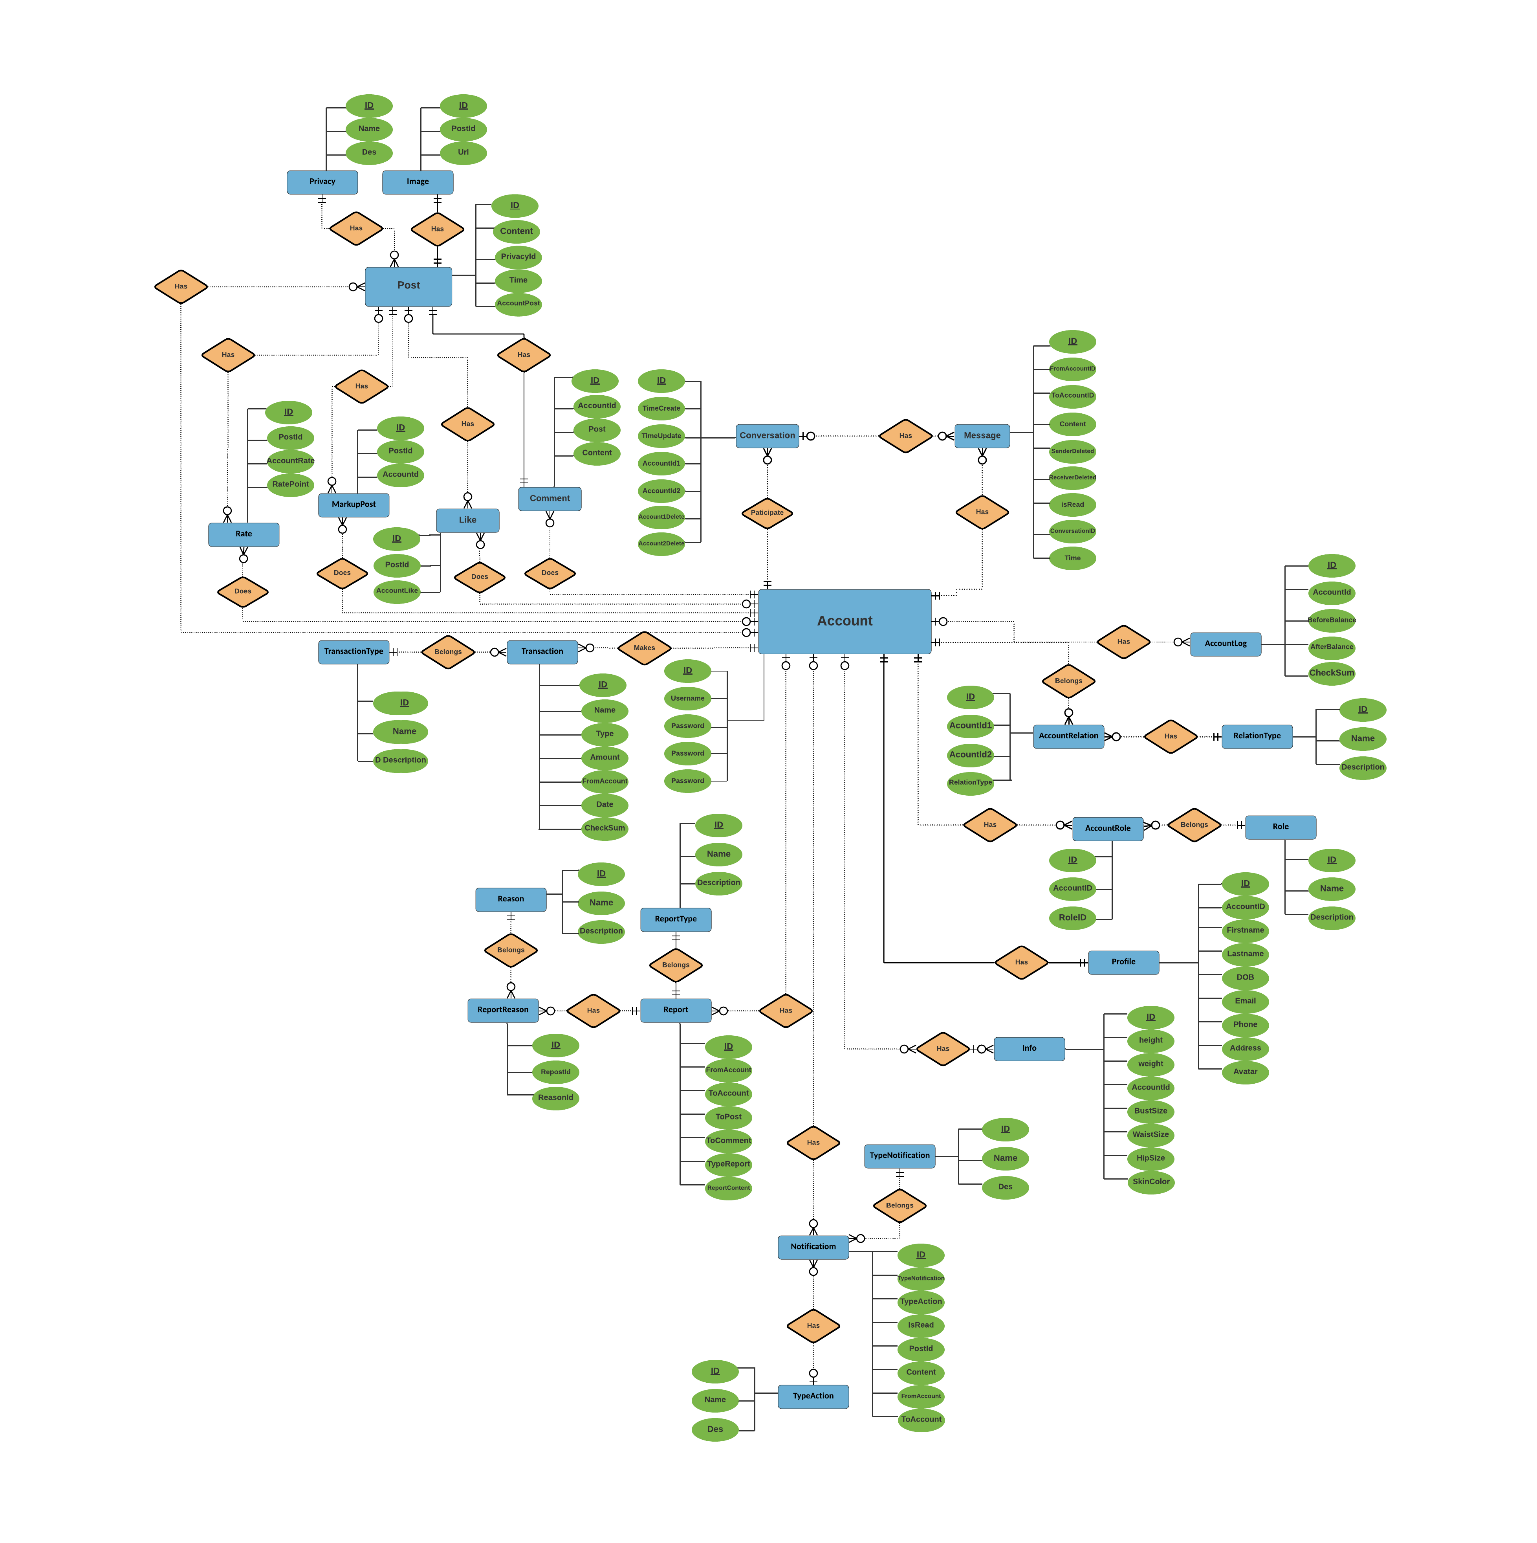 ID
Name
Des
Privacy
ID
PostId
Url
Image
Has
Has
ID
Content
PrivacyId
Time
AccountPost
Post
Has
Has
Has
Has
Has
ID
PostId
AccountRate
RatePoint
Rate
ID
PostId
Accountd
MarkupPost
ID
PostId
AccountLike
Like
ID
AccountId
Post
Content
Comment
Does
Does
Does
Does
ID
TimeCreate
TimeUpdate
AccountId1
AccountId2
Account1Delete
Account2Delete
Conversation
Has
Message
ID
FromAccountID
ToAccountID
Content
SenderDeleted
ReceiverDeleted
isRead
ConversationID
Time
Paticipate
Has
Account
ID
Username
Password
Password
Password
Has
AccountLog
ID
AccountId
BeforeBalance
AfterBalance
CheckSum
TransactionType
Belongs
Transaction
Makes
ID
Name
D Description
ID
Name
Type
Amount
FromAccount
Date
CheckSum
Belongs
ID
AcountId1
AcountId2
RelationType
AccountRelation
Has
RelationType
ID
Name
Description
Has
AccountRole
Belongs
Role
ID
AccountID
RoleID
ID
Name
Description
Has
Profile
ID
AccountID
Firstname
Lastname
DOB
Email
Phone
Address
Avatar
ID
Name
Description
ReportType
Reason
ID
Name
Description
Belongs
Belongs
ReportReason
Has
Report
Has
ID
RepostId
ReasonId
ID
FromAccount
ToAccount
ToPost
ToComment
TypeReport
ReportContent
Has
Info
ID
height
weight
AccountId
BustSize
WaistSize
HipSize
SkinColor
Has
TypeNotification
ID
Name
Des
Belongs
Notificatiom
ID
TypeNotification
TypeAction
IsRead
PostId
Content
FromAccount
ToAccount
Has
TypeAction
ID
Name
Des